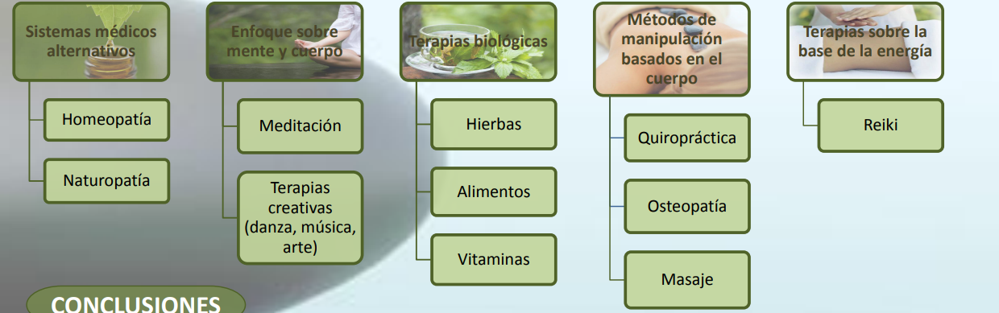 Sistemas médicos
alternativos
Homeopatía
Naturopatía
Enfoque sobre
mente y cuerpo
Meditación
Terapias
creativas
(danza, música,
arte)
Terapias biológicas
Hierbas
Alimentos
Vitaminas
Métodos de
manipulación
basados en el
cuerpo
Quiropráctica
Osteopatía
Masaje
Terapias sobre la
base de la energía
Reiki
CONCLUSIONES